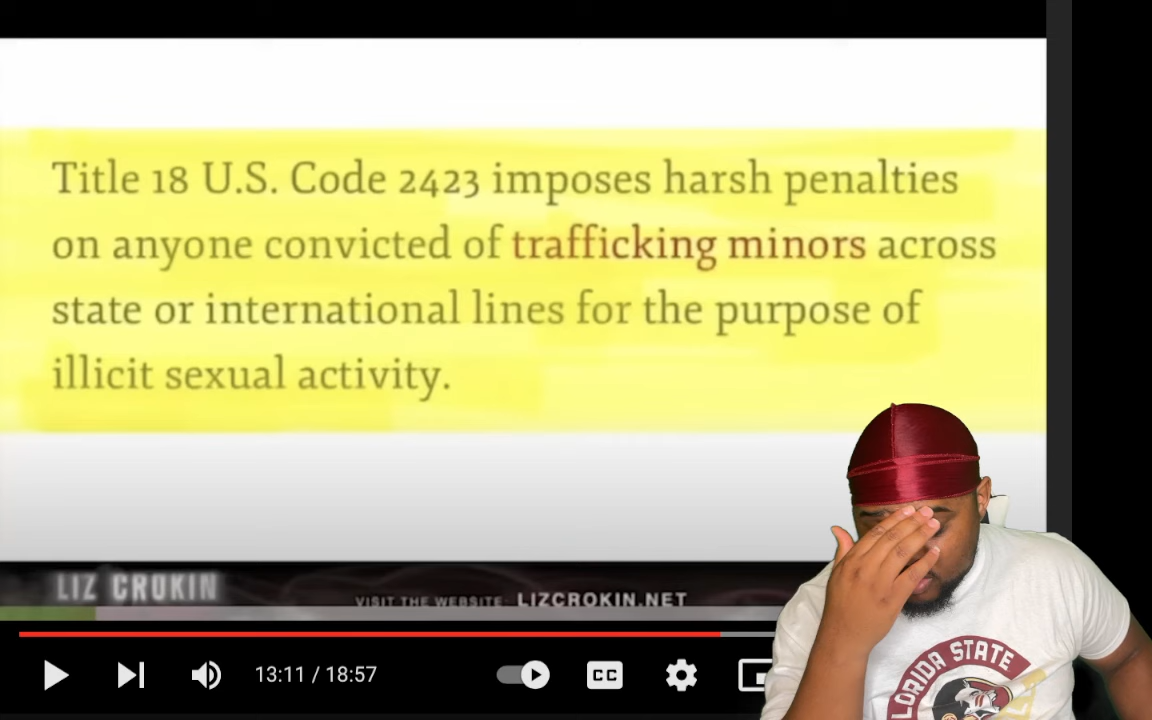 Title 18 U.S. Code 2423 imposes harsh penalties
on anyone convicted of trafficking minors across
state or international lines for the purpose of
illicit sexual activity.
LIZ CROKIN
VISIT THE WEBSITE: LIZCROKIN.NET
13:11 / 18:57
CC
LORIDA STATE